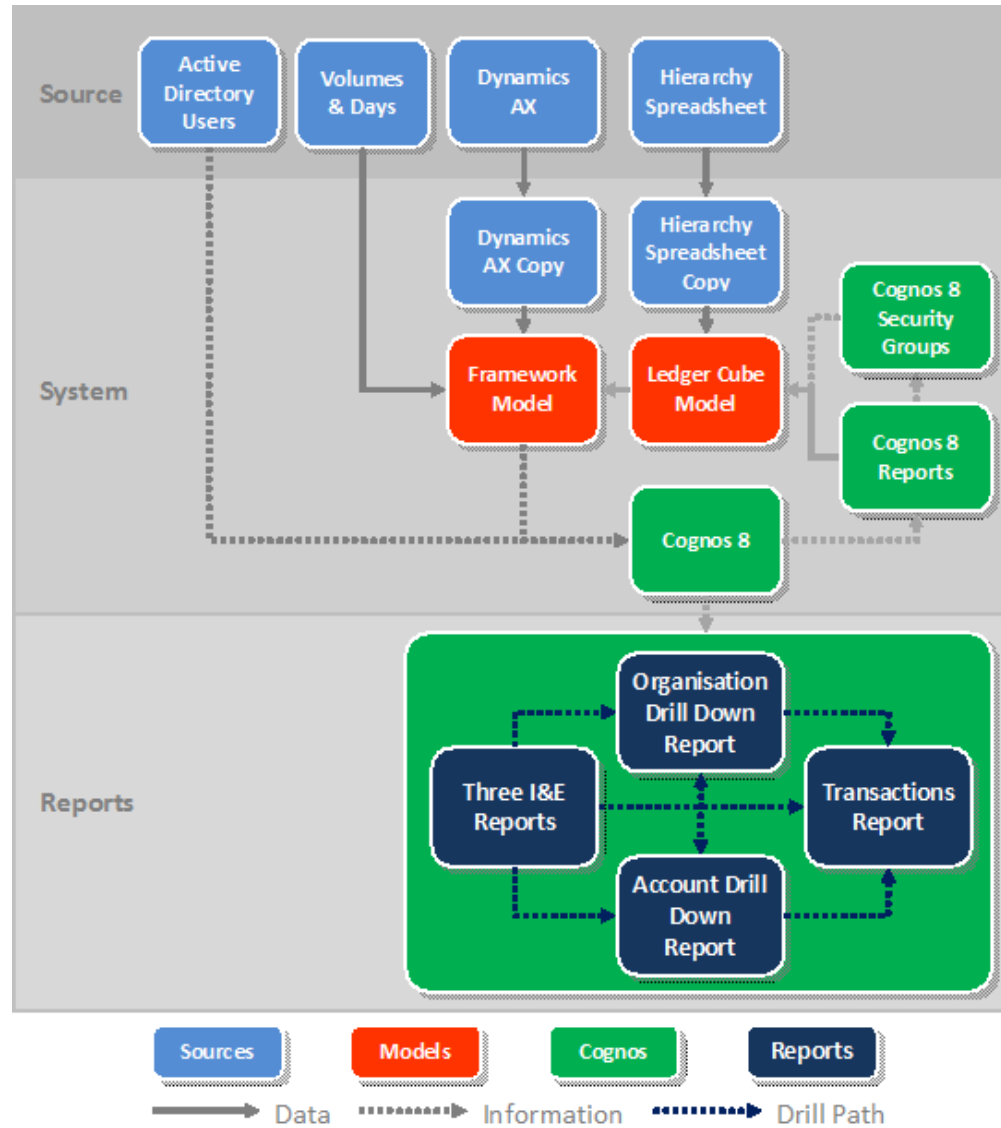 Source
Active
Directory
Users
Volumes
& Days
Dynamics
AX
Hierarchy
Spreadsheet
System
Dynamics
AX Copy
Hierarchy
Spreadsheet
Copy
Cognos 8
Security
Groups
Framework
Model
Ledger Cube
Model
Cognos 8
Reports
Cognos 8
Reports
Organisation
Drill Down
Report
Three I&E
Reports
Transactions
Report
Account Drill
Down
Report
Sources
Models
Cognos
Reports
Data
Information
Drill Path